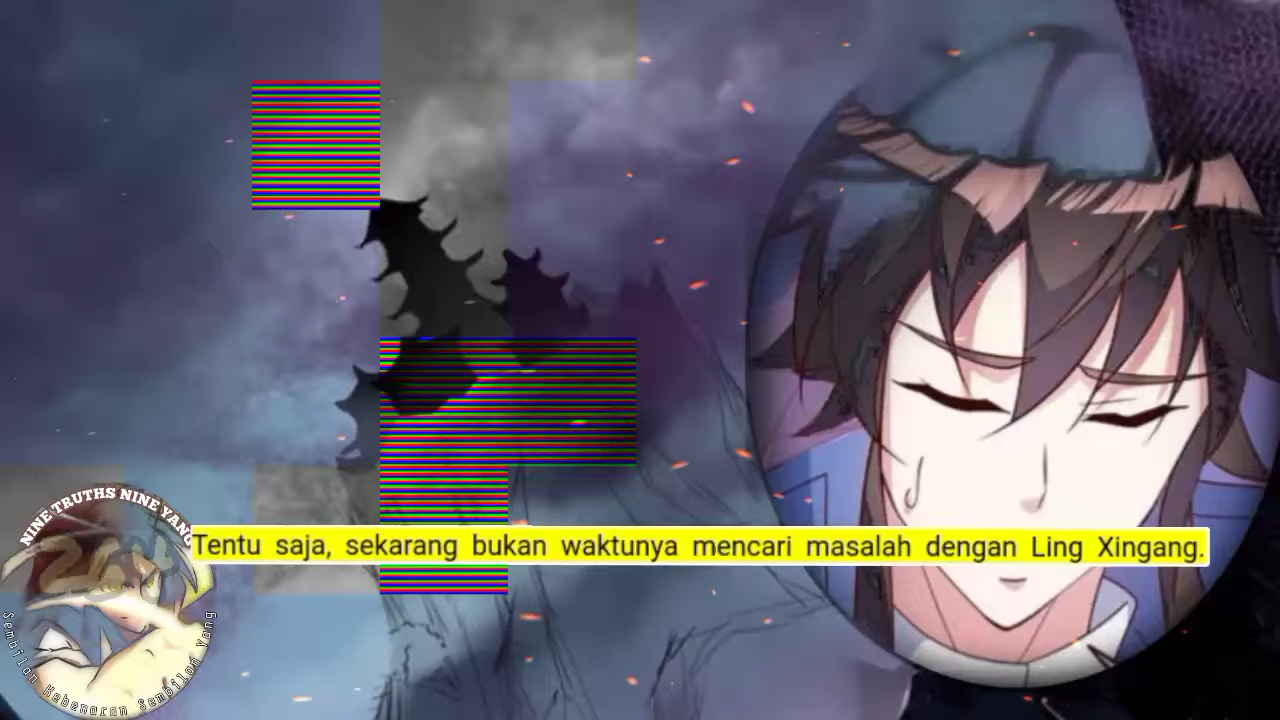 NINE TRUTHS NINE YANG
Tentu saja, sekarang bukan waktunya mencari masalah dengan Ling Xingang.
Sembilan Kebenaran Sembilan Yang